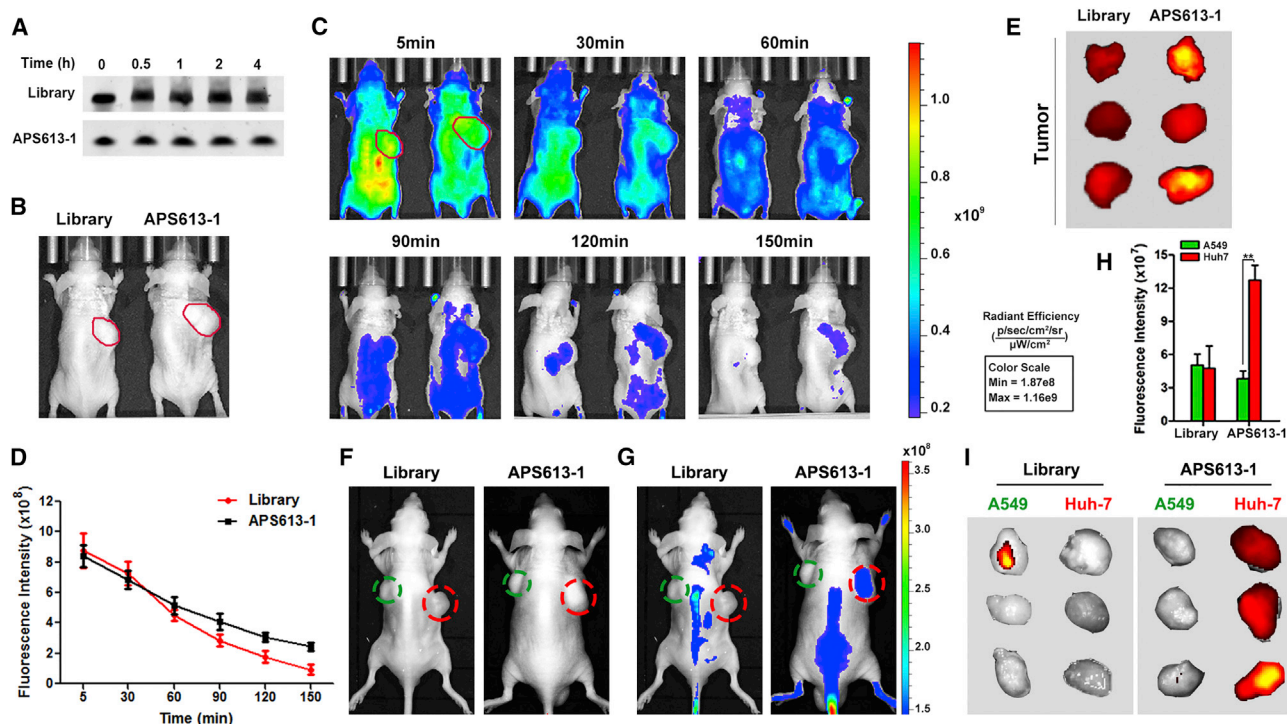 A
Time (h) 0 0.5 1 2 4
Library
APS613-1
B
Library APS613-1
C
5min 30min 60min
90min 120min 150min
1.0
x10⁹
0.8
0.6
0.4
0.3
0.2
Radiant Efficiency
(p/sec/cm²/sr
µW/cm²)
Color Scale
Min = 1.87e8
Max = 1.16e9
D
Fluorescence Intensity (x10⁸)
12
10
8
6
4
2
0
Library
APS613-1
5 30 60 90 120 150
Time (min)
E
Library APS613-1
Tumor
F
Library APS613-1
G
Library APS613-1
x10⁸
3.5
3.0
2.5
2.0
1.5
H
A549
Huh7
Fluorescence Intensity (x10⁷)
15
12
9
6
3
0
**
Library APS613-1
I
Library APS613-1
A549 Huh-7 A549 Huh-7